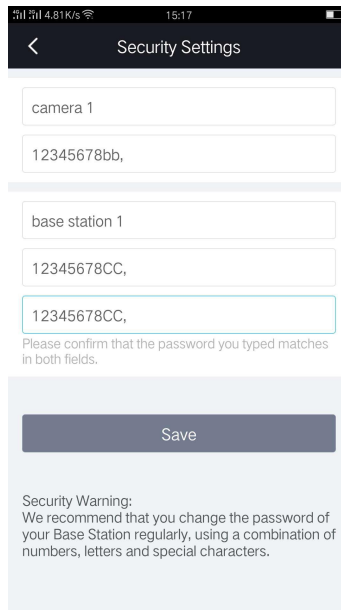 4.81K/s
15:17
Security Settings
camera 1
12345678bb,
base station 1
12345678CC,
12345678CC,
Please confirm that the password you typed matches
in both fields.
Save
Security Warning:
We recommend that you change the password of
your Base Station regularly, using a combination of
numbers, letters and special characters.